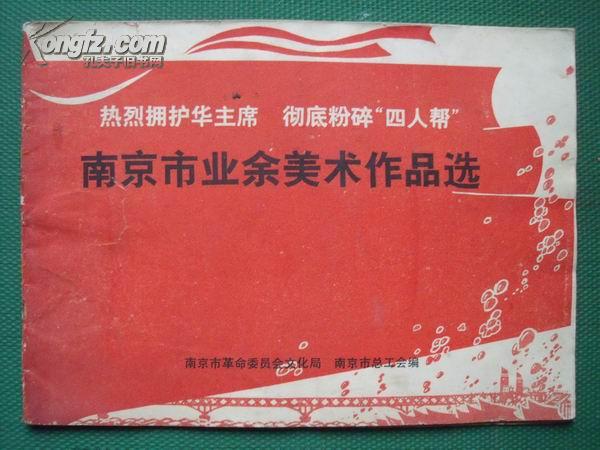 kongfz.com
孔夫子旧书网
热烈拥护华主席 彻底粉碎“四人帮”
南京市业余美术作品选
南京市革命委员会文化局 南京市总工会编